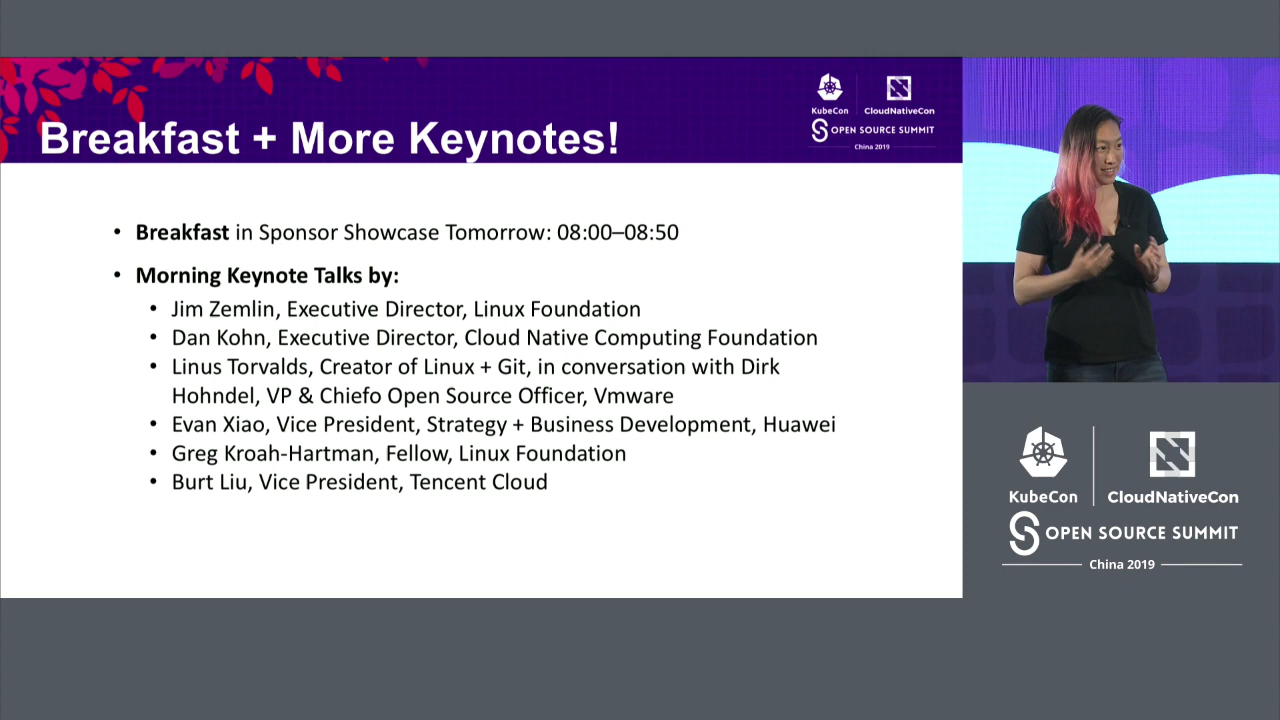 Breakfast + More Keynotes!
KubeCon
CloudNativeCon
OPEN SOURCE SUMMIT
China 2019
• Breakfast in Sponsor Showcase Tomorrow: 08:00–08:50
• Morning Keynote Talks by:
• Jim Zemlin, Executive Director, Linux Foundation
• Dan Kohn, Executive Director, Cloud Native Computing Foundation
• Linus Torvalds, Creator of Linux + Git, in conversation with Dirk
Hohndel, VP & Chiefo Open Source Officer, Vmware
• Evan Xiao, Vice President, Strategy + Business Development, Huawei
• Greg Kroah-Hartman, Fellow, Linux Foundation
• Burt Liu, Vice President, Tencent Cloud
KubeCon
CloudNativeCon
OPEN SOURCE SUMMIT
China 2019